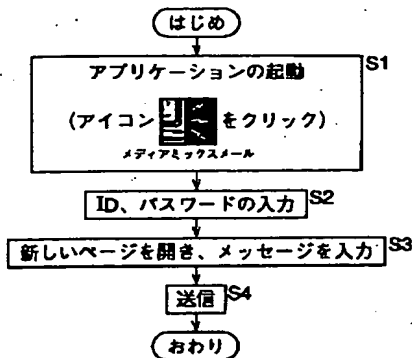 はじめ
アプリケーションの起動 S1
(アイコン をクリック)
メディアミックスメール
ID、パスワードの入力 S2
新しいページを開き、メッセージを入力 S3
送信 S4
おわり